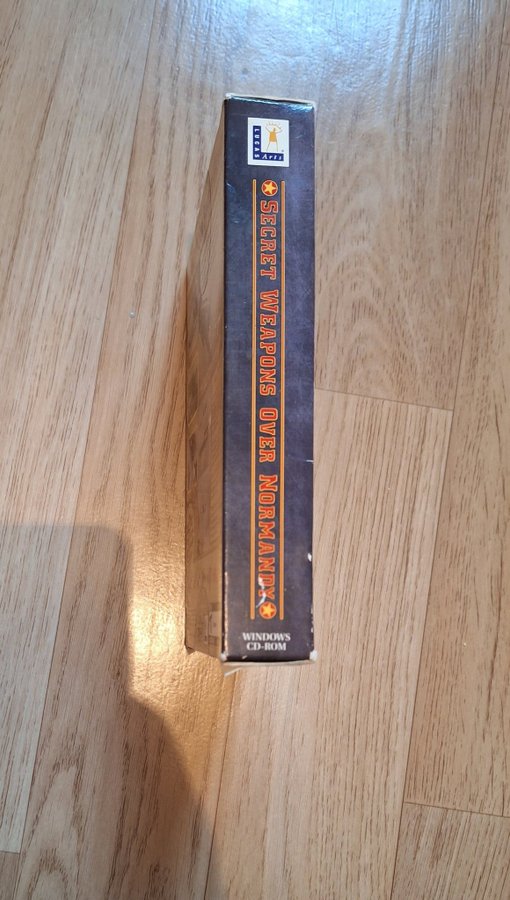 LUCAS
Arts
SECRET WEAPONS OVER NORMANDY
WINDOWS
CD-ROM